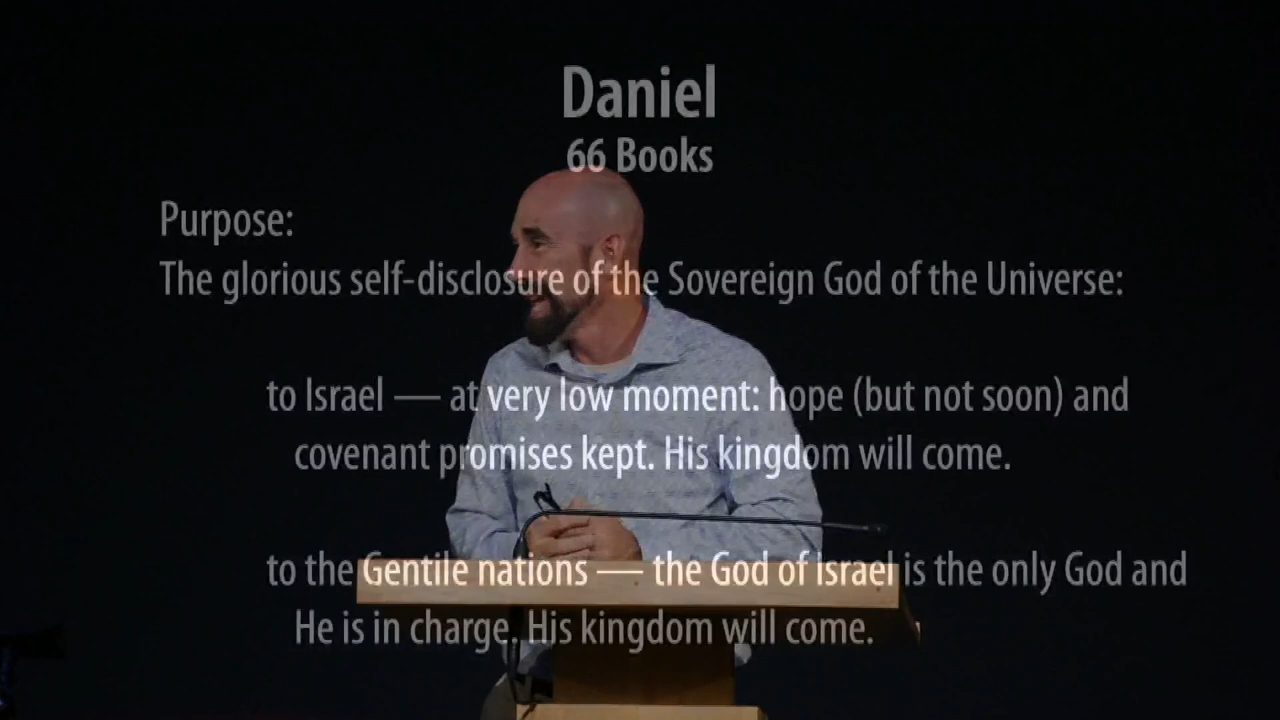 Daniel
66 Books
Purpose:
The glorious self-disclosure of the Sovereign God of the Universe:
to Israel — at very low moment: hope (but not soon) and
covenant promises kept. His kingdom will come.
to the Gentile nations — the God of Israel is the only God and
He is in charge. His kingdom will come.